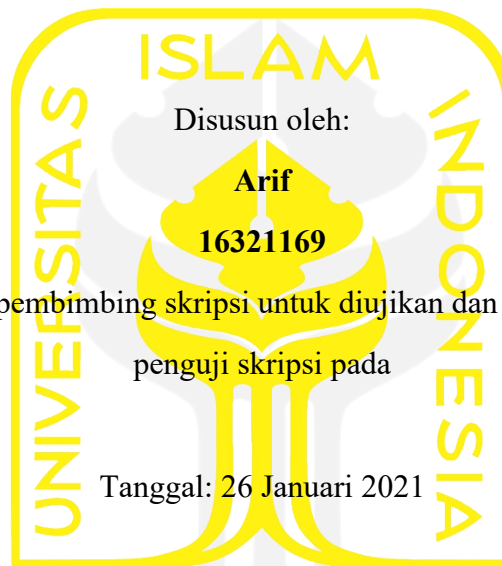 UNIVERSITAS ISLAM INDONESIA
Disusun oleh:
Arif
16321169
pembimbing skripsi untuk diujikan dan
penguji skripsi pada
Tanggal: 26 Januari 2021